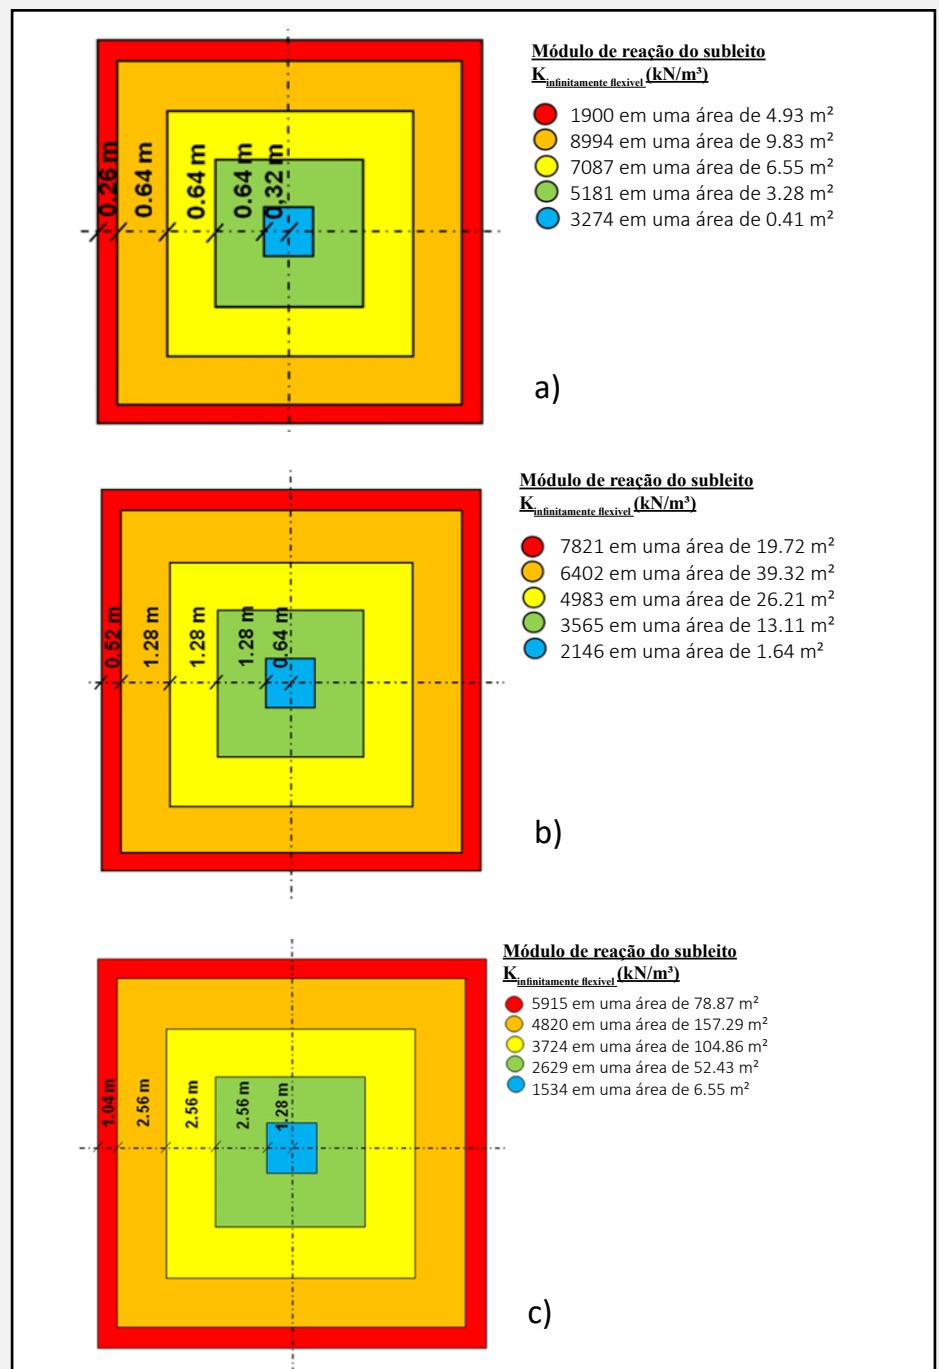 Módulo de reação do subleito
K infinitamente flexivel (kN/m³)
1900 em uma área de 4.93 m²
8994 em uma área de 9.83 m²
7087 em uma área de 6.55 m²
5181 em uma área de 3.28 m²
3274 em uma área de 0.41 m²
0.26 m
0.64 m
0.64 m
0.64 m
0,32 m
a)
Módulo de reação do subleito
K infinitamente flexivel (kN/m³)
7821 em uma área de 19.72 m²
6402 em uma área de 39.32 m²
4983 em uma área de 26.21 m²
3565 em uma área de 13.11 m²
2146 em uma área de 1.64 m²
0.52 m
1.28 m
1.28 m
1.28 m
0.64 m
b)
Módulo de reação do subleito
K infinitamente flexivel (kN/m³)
5915 em uma área de 78.87 m²
4820 em uma área de 157.29 m²
3724 em uma área de 104.86 m²
2629 em uma área de 52.43 m²
1534 em uma área de 6.55 m²
1.04 m
2.56 m
2.56 m
2.56 m
1.28 m
c)